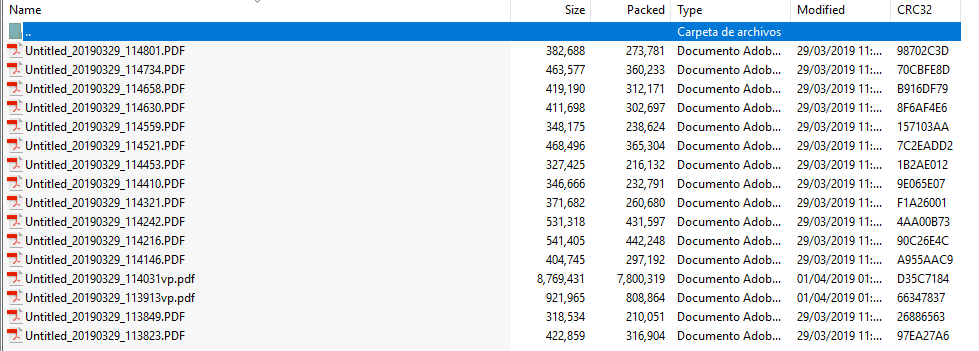 Name Size Packed Type Modified CRC32
.. Carpeta de archivos
Untitled_20190329_114801.PDF 382,688 273,781 Documento Adob... 29/03/2019 11:... 98702C3D
Untitled_20190329_114734.PDF 463,577 360,233 Documento Adob... 29/03/2019 11:... 70CBFE8D
Untitled_20190329_114658.PDF 419,190 312,171 Documento Adob... 29/03/2019 11:... B916DF79
Untitled_20190329_114630.PDF 411,698 302,697 Documento Adob... 29/03/2019 11:... 8F6AF4E6
Untitled_20190329_114559.PDF 348,175 238,624 Documento Adob... 29/03/2019 11:... 157103AA
Untitled_20190329_114521.PDF 468,496 365,304 Documento Adob... 29/03/2019 11:... 7C2EADD2
Untitled_20190329_114453.PDF 327,425 216,132 Documento Adob... 29/03/2019 11:... 1B2AE012
Untitled_20190329_114410.PDF 346,666 232,791 Documento Adob... 29/03/2019 11:... 9E065E07
Untitled_20190329_114321.PDF 371,682 260,680 Documento Adob... 29/03/2019 11:... F1A26001
Untitled_20190329_114242.PDF 531,318 431,597 Documento Adob... 29/03/2019 11:... 4AA00B73
Untitled_20190329_114216.PDF 541,405 442,248 Documento Adob... 29/03/2019 11:... 90C26E4C
Untitled_20190329_114146.PDF 404,745 297,192 Documento Adob... 29/03/2019 11:... A955AAC9
Untitled_20190329_114031vp.pdf 8,769,431 7,800,319 Documento Adob... 01/04/2019 0:... D35C7184
Untitled_20190329_113913vp.pdf 921,965 808,864 Documento Adob... 01/04/2019 0:... 66347837
Untitled_20190329_113849.PDF 318,534 210,051 Documento Adob... 29/03/2019 11:... 26886563
Untitled_20190329_113823.PDF 422,859 316,904 Documento Adob... 29/03/2019 11:... 97EA27A6